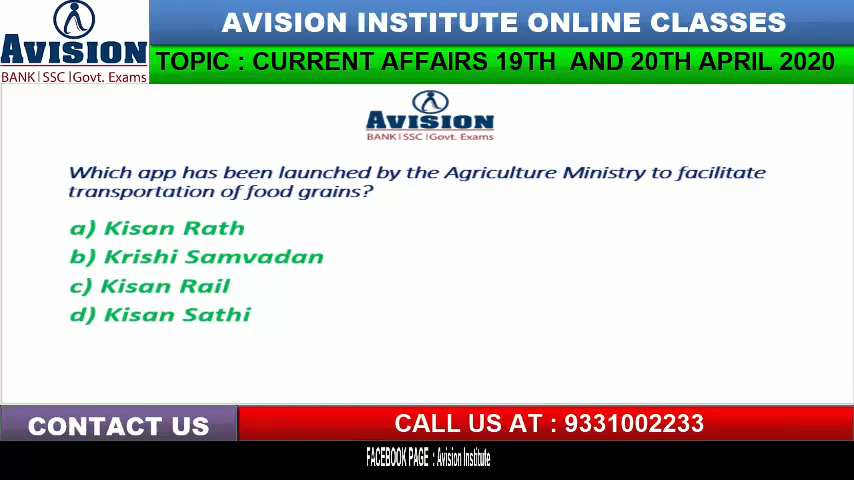 AVISION INSTITUTE ONLINE CLASSES
AVISION
BANK|SSC|Govt. Exams
TOPIC : CURRENT AFFAIRS 19TH AND 20TH APRIL 2020
AVISION
BANK|SSC|Govt. Exams
Which app has been launched by the Agriculture Ministry to facilitate
transportation of food grains?
a) Kisan Rath
b) Krishi Samvadan
c) Kisan Rail
d) Kisan Sathi
CONTACT US
CALL US AT : 9331002233
FACEBOOK PAGE : Avision Institute